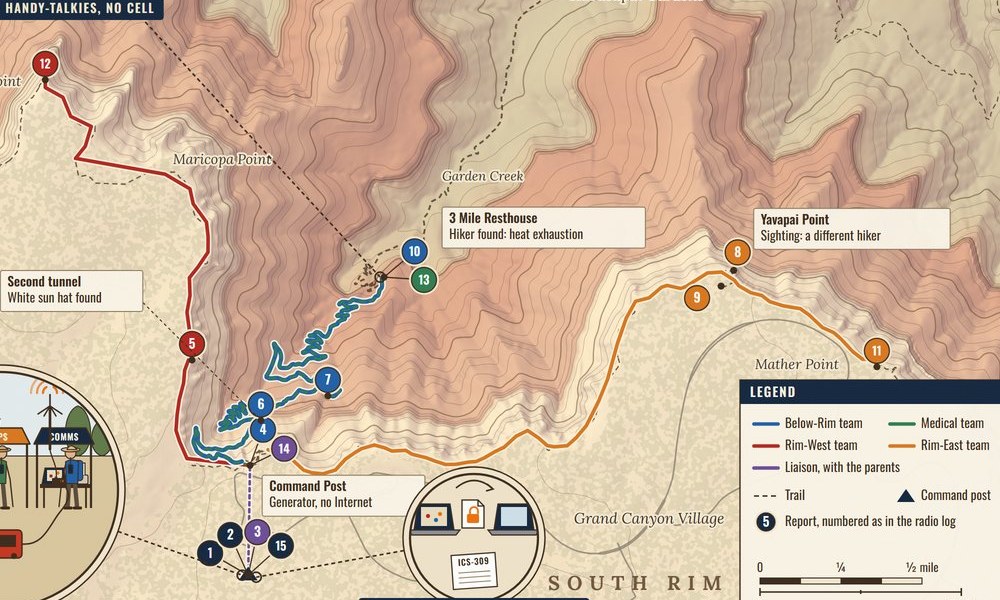 HANDY-TALKIES, NO CELL
12
oint
Maricopa Point
Garden Creek
3 Mile Resthouse
Hiker found: heat exhaustion
Yavapai Point
Sighting: a different hiker
10
13
8
9
Second tunnel
White sun hat found
5
11
Mather Point
7
6
4
14
PS
COMMS
Command Post
Generator, no Internet
2
3
1
15
ICS-309
Grand Canyon Village
SOUTH RIM
LEGEND
Below-Rim team
Medical team
Rim-West team
Rim-East team
Liaison, with the parents
Trail
Command post
5
Report, numbered as in the radio log
0
¼
½ mile